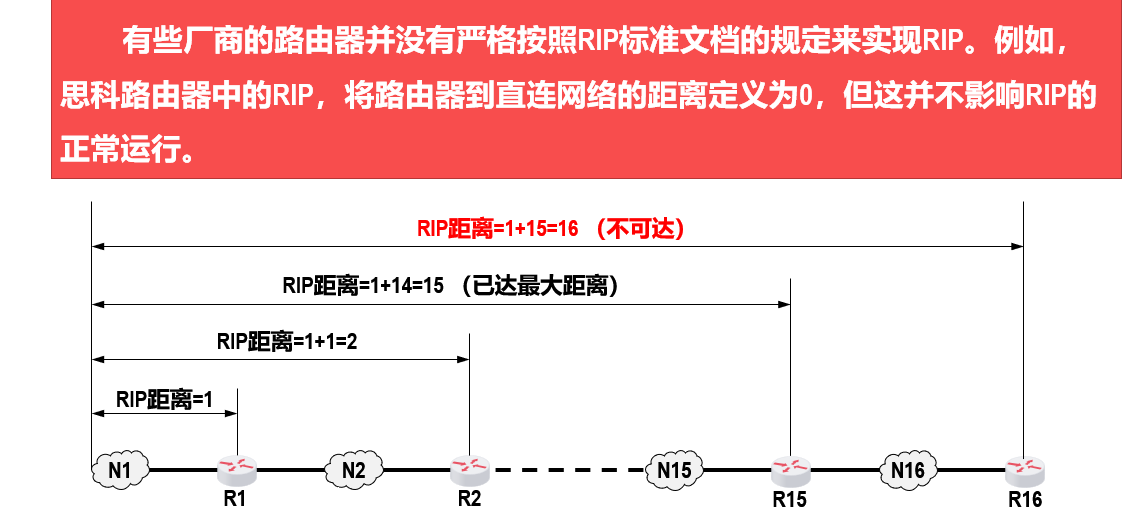 有些厂商的路由器并没有严格按照RIP标准文档的规定来实现RIP。例如，
思科路由器中的RIP，将路由器到直连网络的距离定义为0，但这并不影响RIP的
正常运行。
RIP距离=1+15=16 （不可达）
RIP距离=1+14=15 （已达最大距离）
RIP距离=1+1=2
RIP距离=1
N1 N2 N15 N16
R1 R2 R15 R16